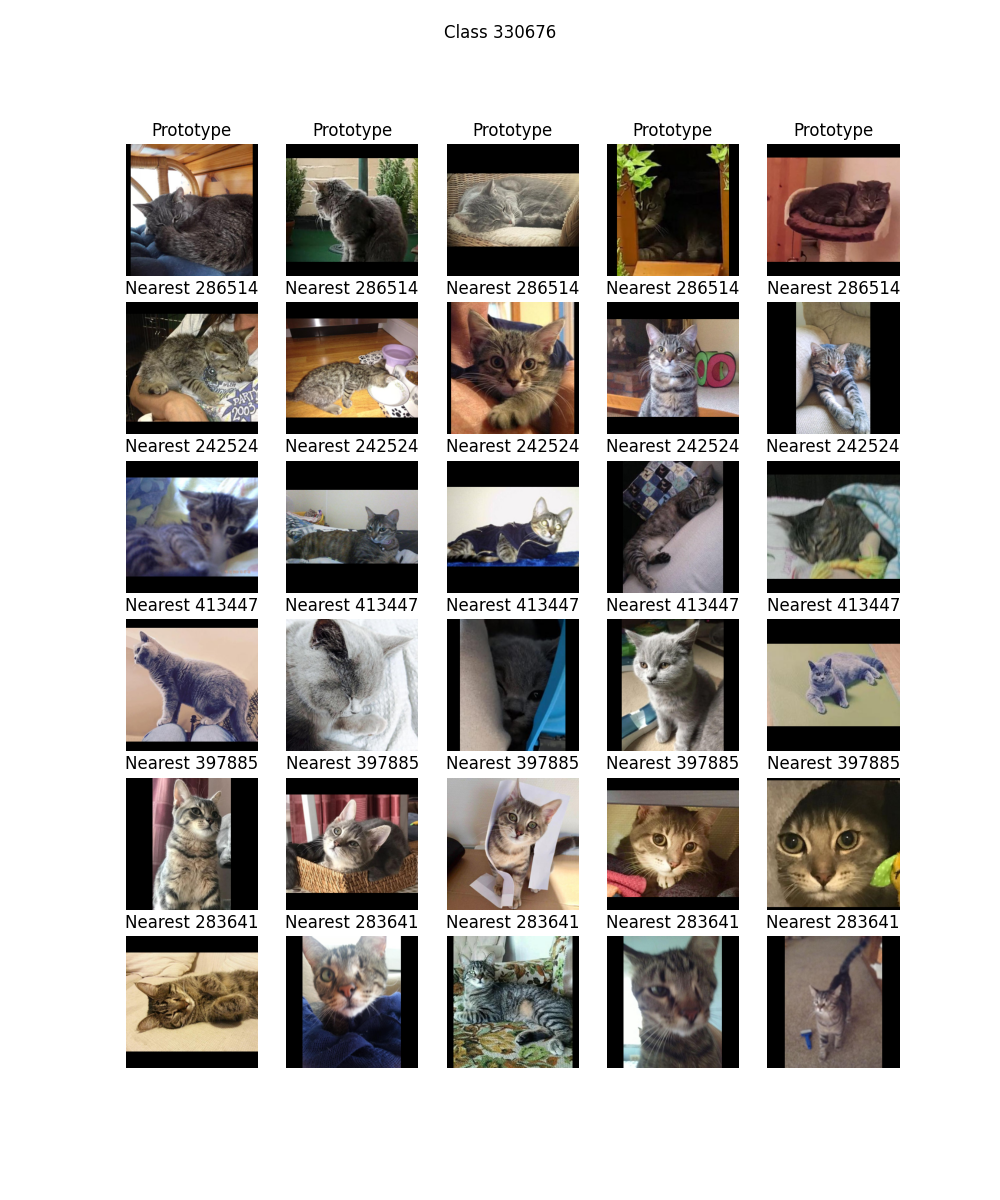 Class 330676
Prototype Prototype Prototype Prototype Prototype
Nearest 286514 Nearest 286514 Nearest 286514 Nearest 286514 Nearest 286514
PARTY
2003
Nearest 242524 Nearest 242524 Nearest 242524 Nearest 242524 Nearest 242524
Nearest 413447 Nearest 413447 Nearest 413447 Nearest 413447 Nearest 413447
Nearest 397885 Nearest 397885 Nearest 397885 Nearest 397885 Nearest 397885
Nearest 283641 Nearest 283641 Nearest 283641 Nearest 283641 Nearest 283641